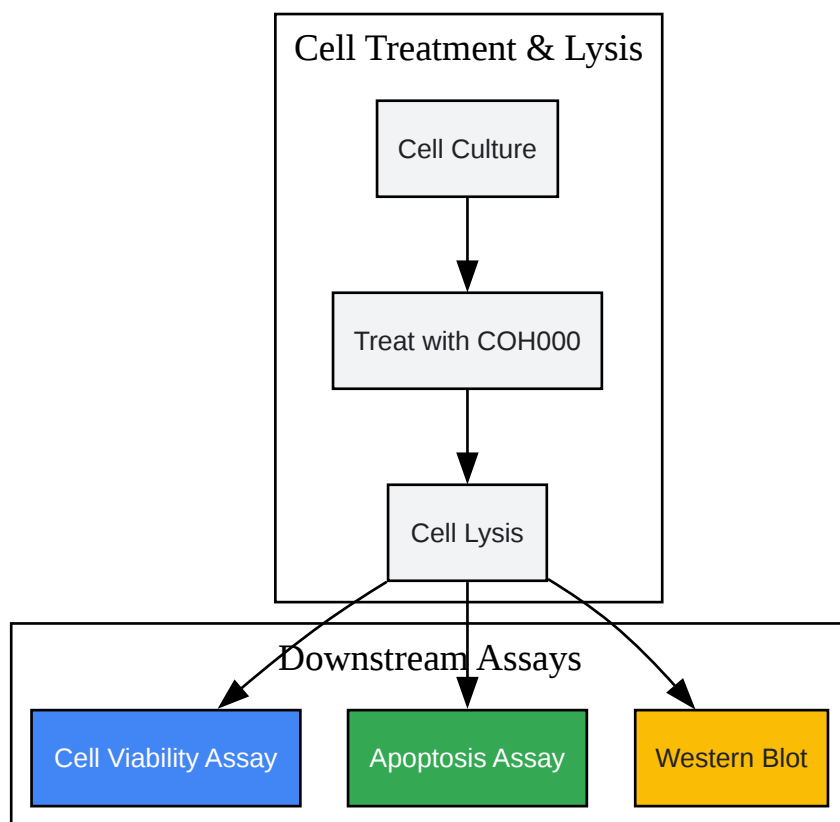 Cell Treatment & Lysis
Cell Culture
Treat with COH000
Cell Lysis
Downstream Assays
Cell Viability Assay
Apoptosis Assay
Western Blot